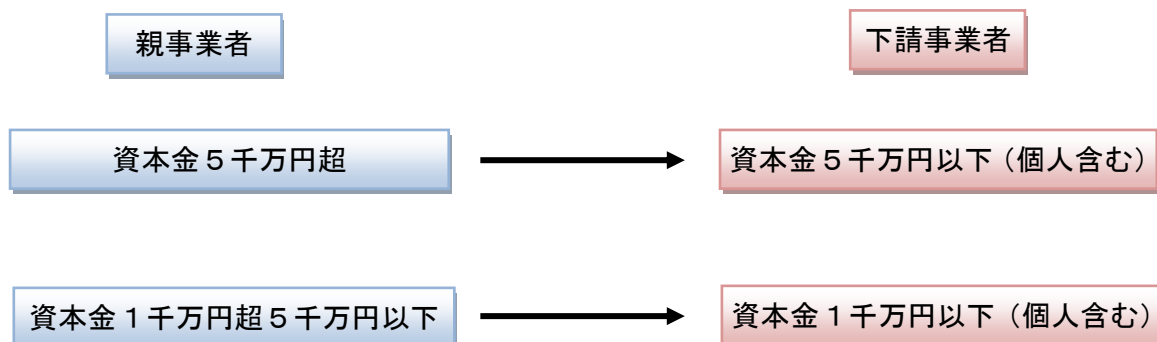 親事業者
下請事業者
資本金５千万円超
資本金５千万円以下（個人含む）
資本金１千万円超５千万円以下
資本金１千万円以下（個人含む）